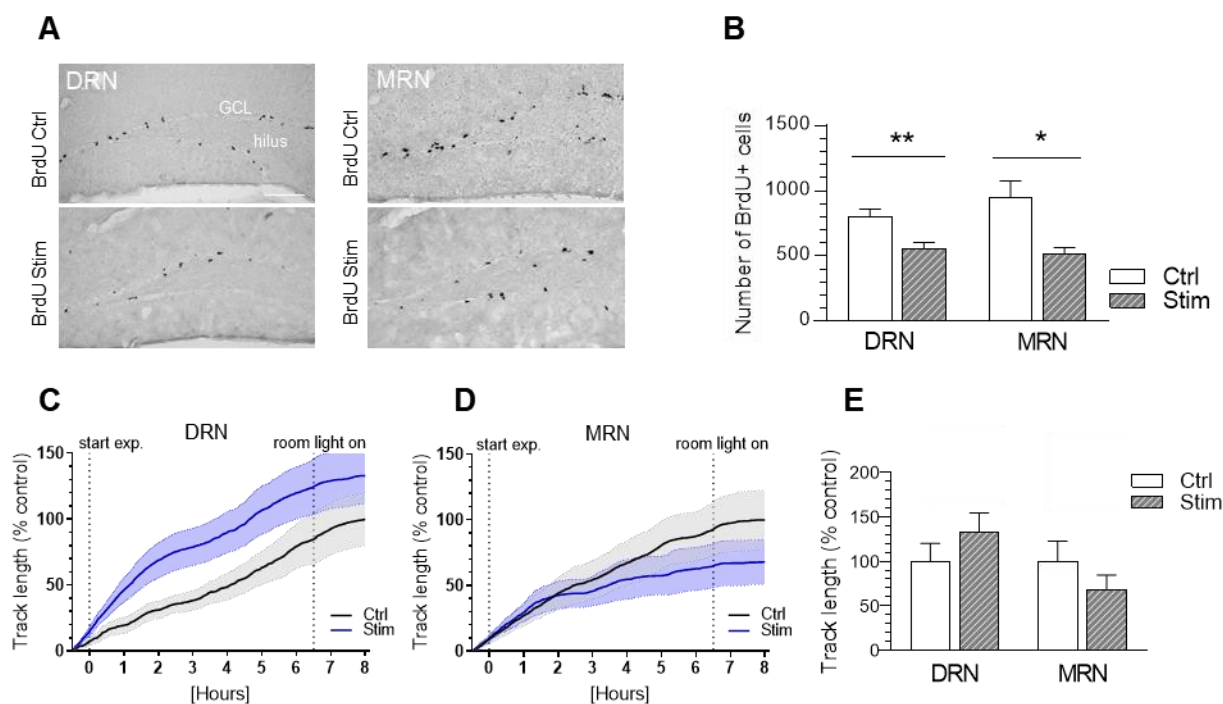 A
DRN
GCL
hilus
BrdU Ctrl
MRN
BrdU Ctrl
BrdU Stim
BrdU Stim
B
Number of BrdU+ cells
1500
1000
500
0
**
*
DRN
MRN
Ctrl
Stim
C
DRN
start exp.
room light on
Track length (% control)
150
100
50
0
Ctrl
Stim
0 1 2 3 4 5 6 7 8
[Hours]
D
MRN
start exp.
room light on
Track length (% control)
150
100
50
0
Ctrl
Stim
0 1 2 3 4 5 6 7 8
[Hours]
E
Track length (% control)
200
150
100
50
0
Ctrl
Stim
DRN
MRN